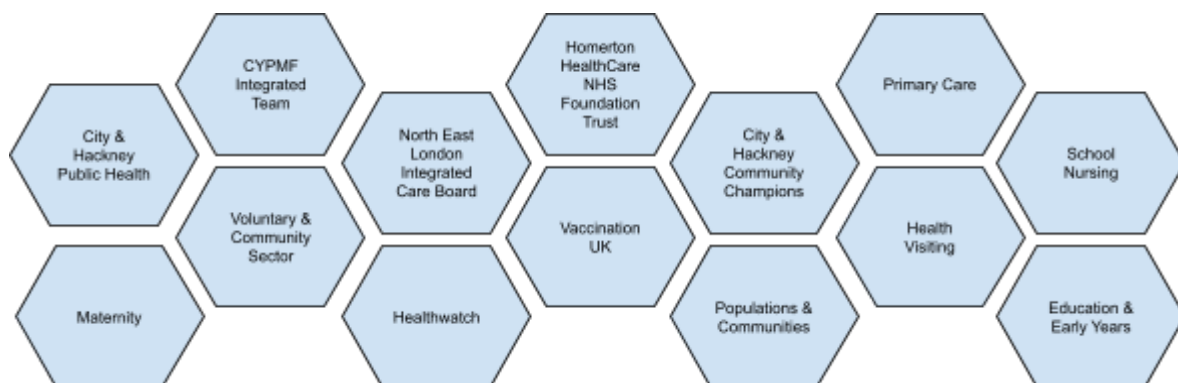 CYPMF
Integrated
Team
Homerton
HealthCare
NHS
Foundation
Trust
Primary Care
City &
Hackney
Public Health
North East
London
Integrated
Care Board
City &
Hackney
Community
Champions
School
Nursing
Voluntary &
Community
Sector
Vaccination
UK
Health
Visiting
Maternity
Healthwatch
Populations &
Communities
Education &
Early Years